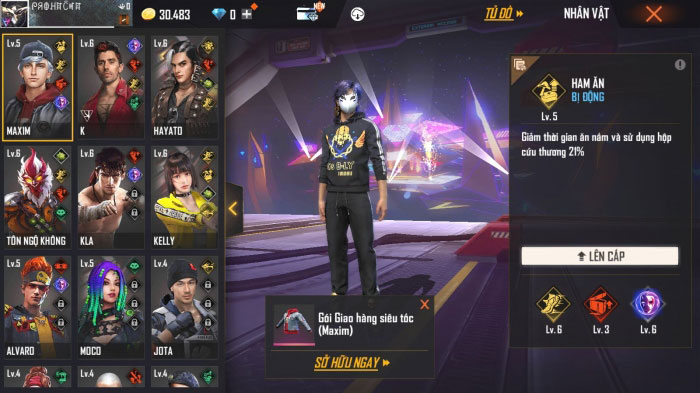 30.483
0
NEW
TỦ ĐỒ
NHÂN VẬT
Lv.5
MAXIM
Lv.6
K
Lv.6
HAYATO
Lv.6
TÔN NGỘ KHÔNG
Lv.6
KLA
Lv.6
KELLY
Lv.5
ALVARO
Lv.5
MOCO
Lv.4
JOTA
Lv.4
Lv.4
Lv.4
HAM ĂN
BỊ ĐỘNG
Lv. 5
Giảm thời gian ăn nấm và sử dụng hộp
cứu thương 21%
LÊN CẤP
Lv. 6
Lv. 3
Lv. 6
Gói Giao hàng siêu tốc
(Maxim)
SỞ HỮU NGAY